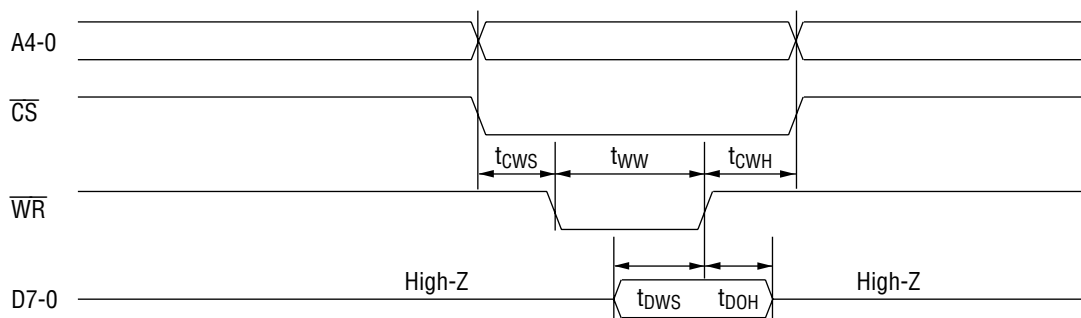 A4-0
CS
tCWS tWW tCWH
WR
High-Z High-Z
D7-0 tDWS tDOH